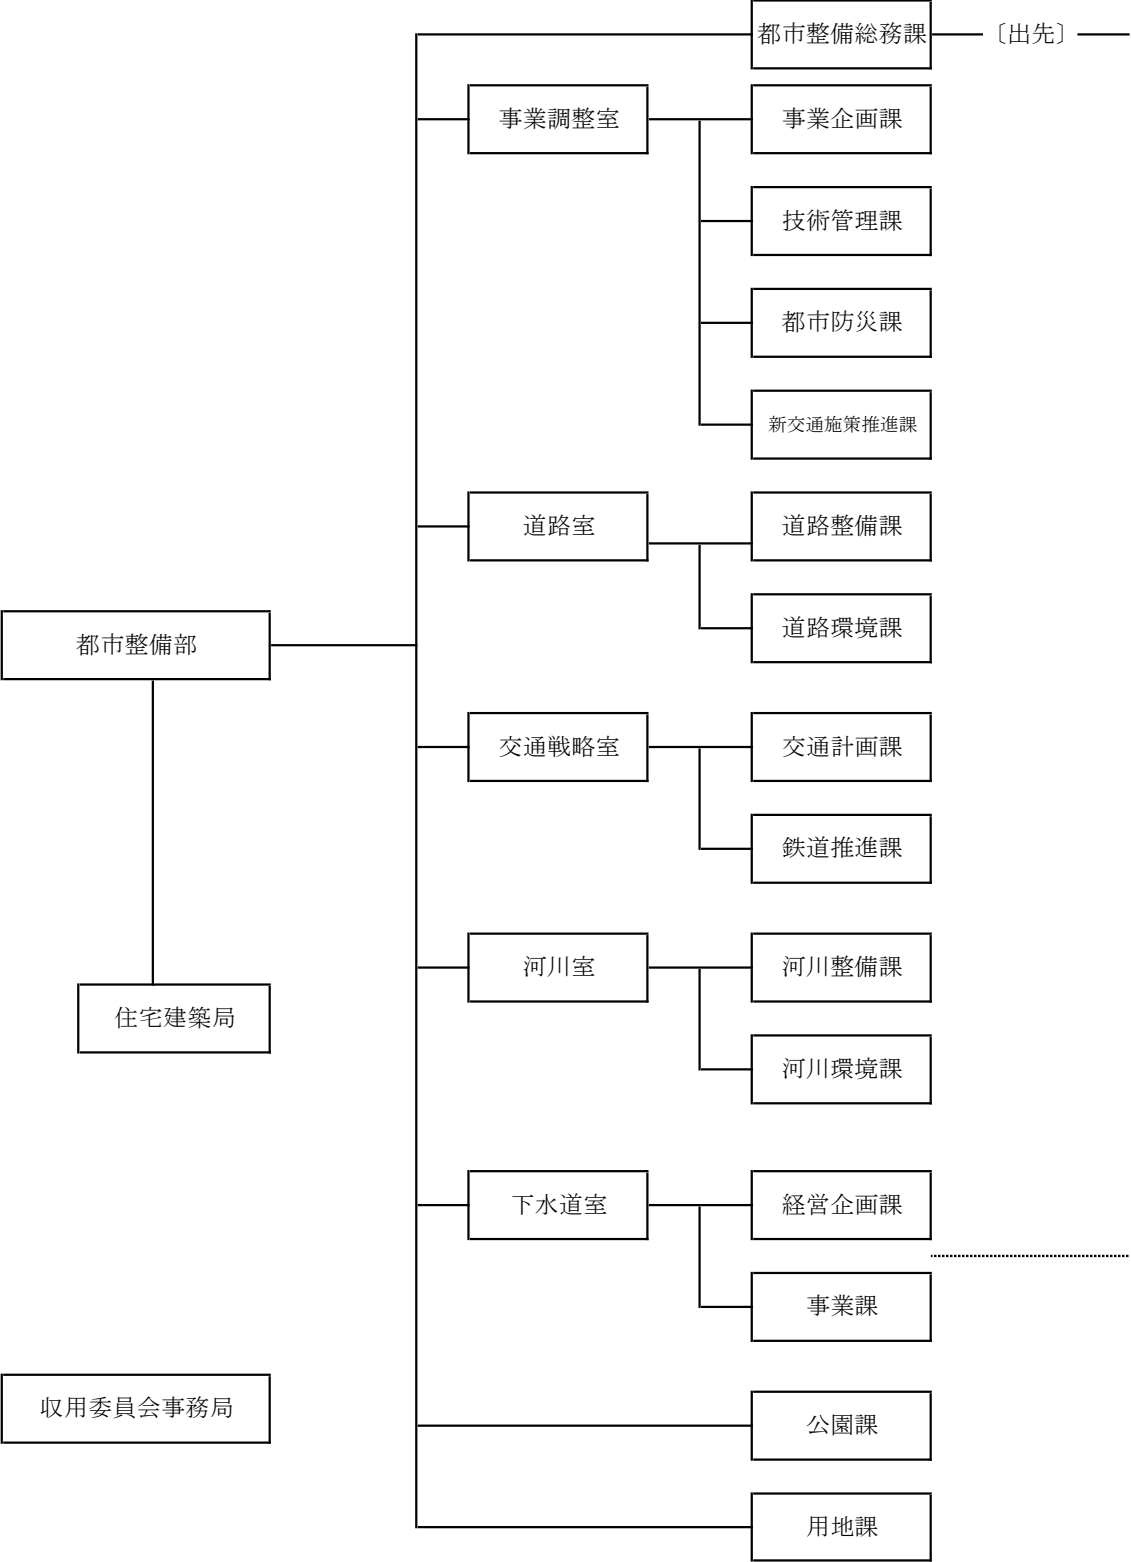 都市整備総務課
〔出先〕
事業調整室
事業企画課
技術管理課
都市防災課
新交通施策推進課
道路室
道路整備課
道路環境課
都市整備部
交通戦略室
交通計画課
鉄道推進課
河川室
河川整備課
住宅建築局
河川環境課
下水道室
経営企画課
事業課
収用委員会事務局
公園課
用地課